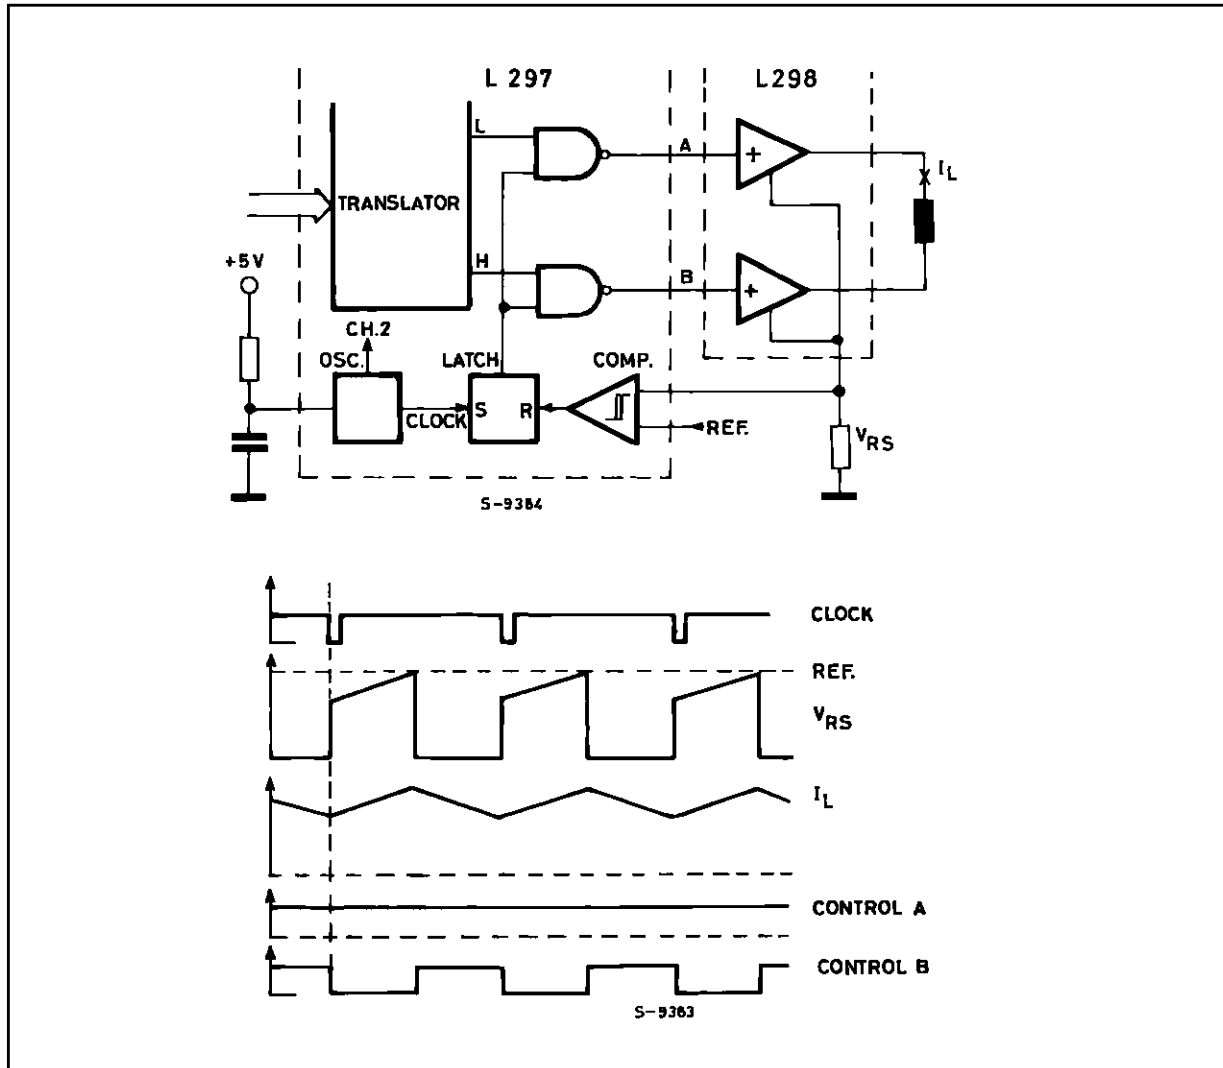 L 297
L298
L
A
+
I L
TRANSLATOR
+5V
H
B
+
CH.2
OSC.
LATCH
COMP.
CLOCK
S
R
REF.
V RS
S-9384
CLOCK
REF.
V RS
I L
CONTROL A
CONTROL B
S-9383